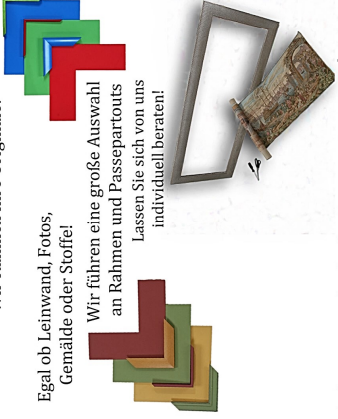 Egal ob Leinwand, Fotos,
Gemälde oder Stoffe!
Wir führen eine große Auswahl
an Rahmen und Passepartouts
Lassen Sie sich von uns
individuell beraten!